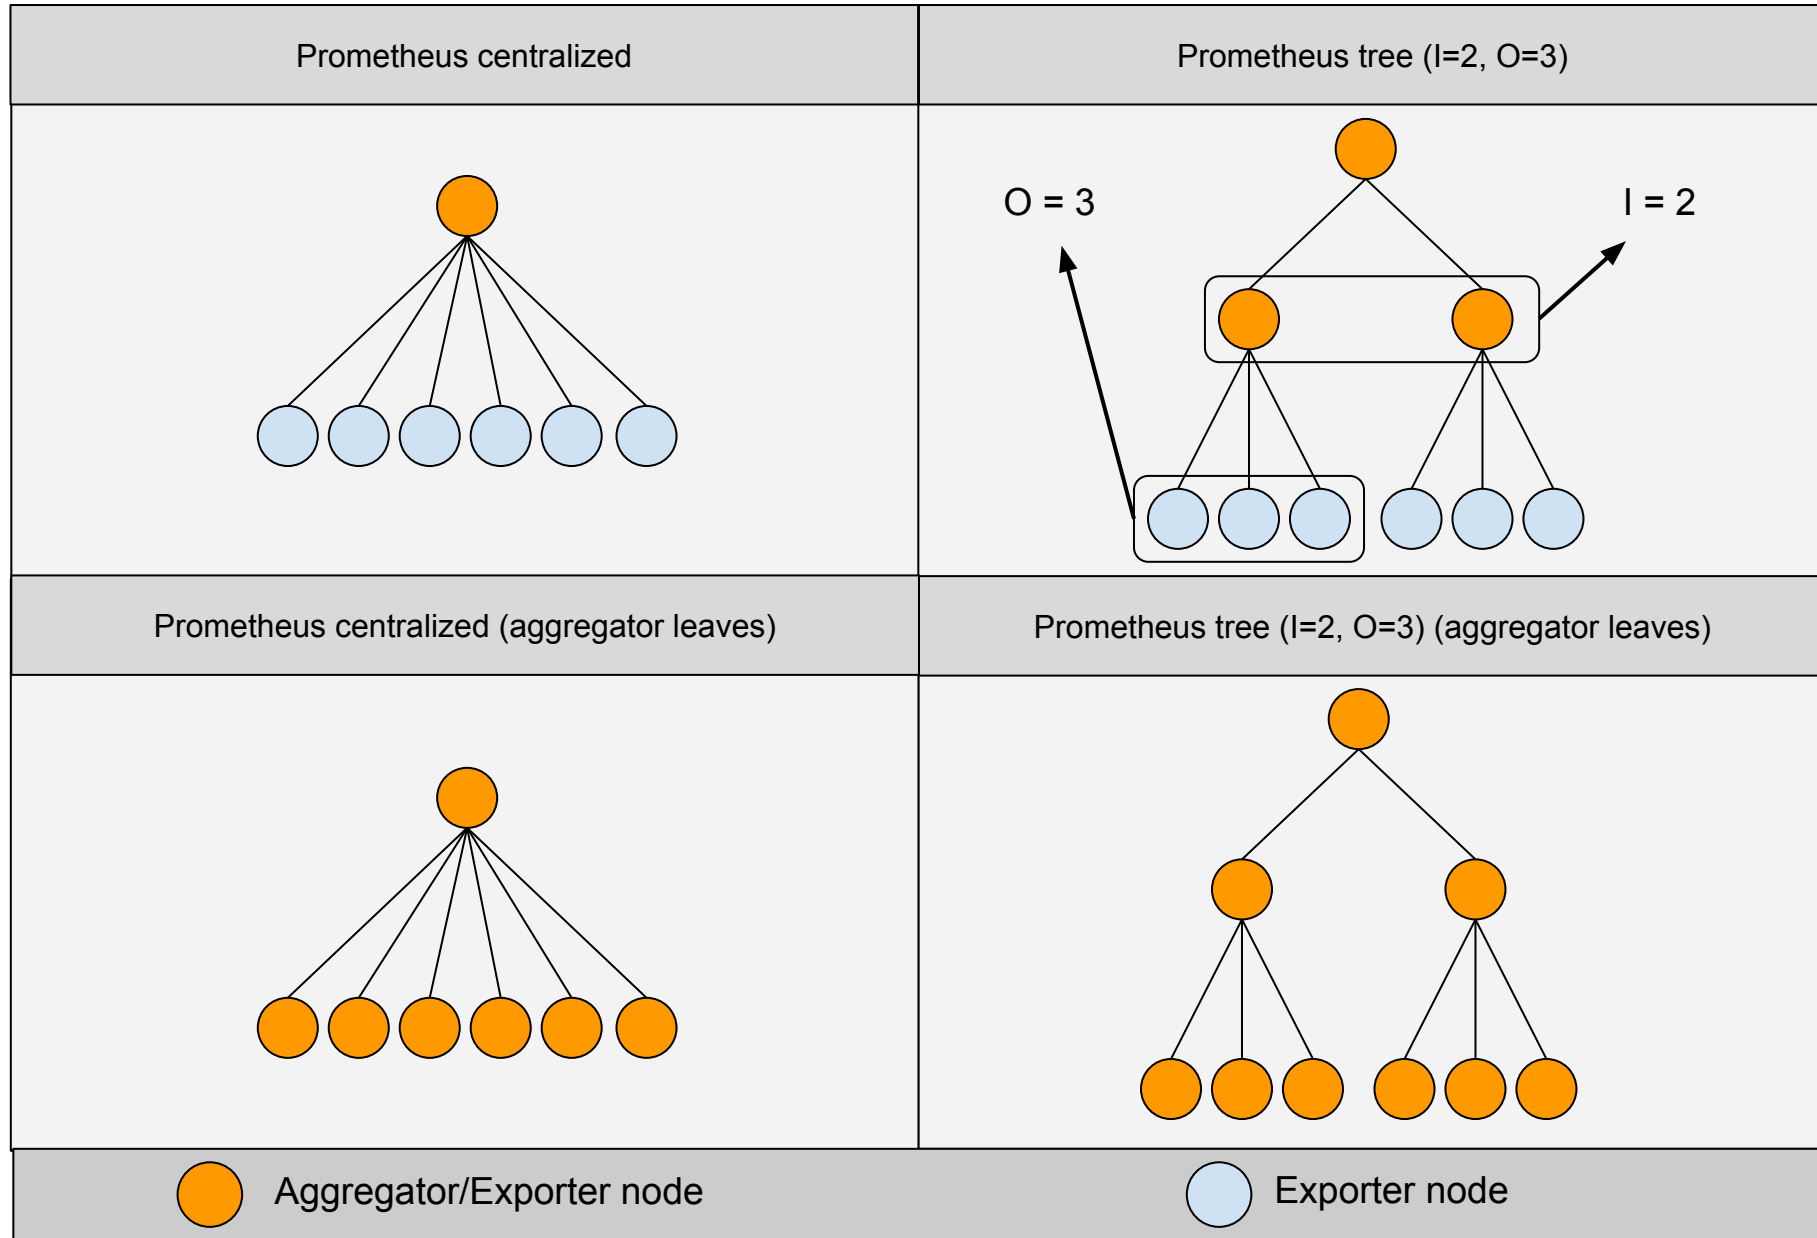 Prometheus centralized
Prometheus tree (I=2, O=3)
O = 3
I = 2
Prometheus centralized (aggregator leaves)
Prometheus tree (I=2, O=3) (aggregator leaves)
Aggregator/Exporter node
Exporter node